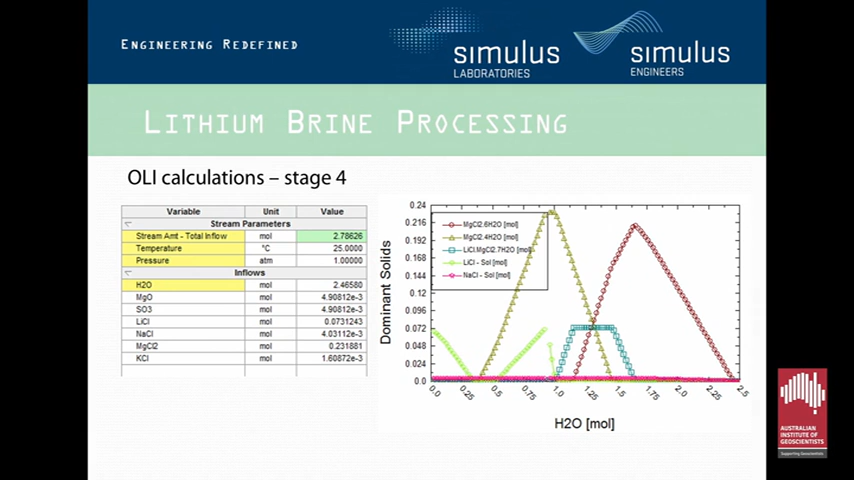 ENGINEERING REDEFINED
simulus
LABORATORIES
simulus
ENGINEERS
LITHIUM BRINE PROCESSING
OLI calculations – stage 4
Variable Unit Value
Stream Parameters
Stream Amt - Total Inflow mol 2.78626
Temperature °C 25.0000
Pressure atm 1.00000
Inflows
H2O mol 2.46580
MgO mol 4.90812e-3
SO3 mol 4.90812e-3
LiCl mol 0.0731243
NaCl mol 4.03112e-3
MgCl2 mol 0.231881
KCl mol 1.60872e-3
Dominant Solids
0.24
0.216
0.192
0.168
0.144
0.12
0.096
0.072
0.048
0.024
0.0
MgCl2.6H2O [mol]
MgCl2.4H2O [mol]
LiCl.MgCl2.7H2O [mol]
LiCl - Sol [mol]
NaCl - Sol [mol]
0.0 0.25 0.5 0.75 1.0 1.25 1.5 1.75 2.0 2.25 2.5
H2O [mol]
AUSTRALIAN
INSTITUTE OF
GEOSCIENTISTS
Supporting Geoscientists